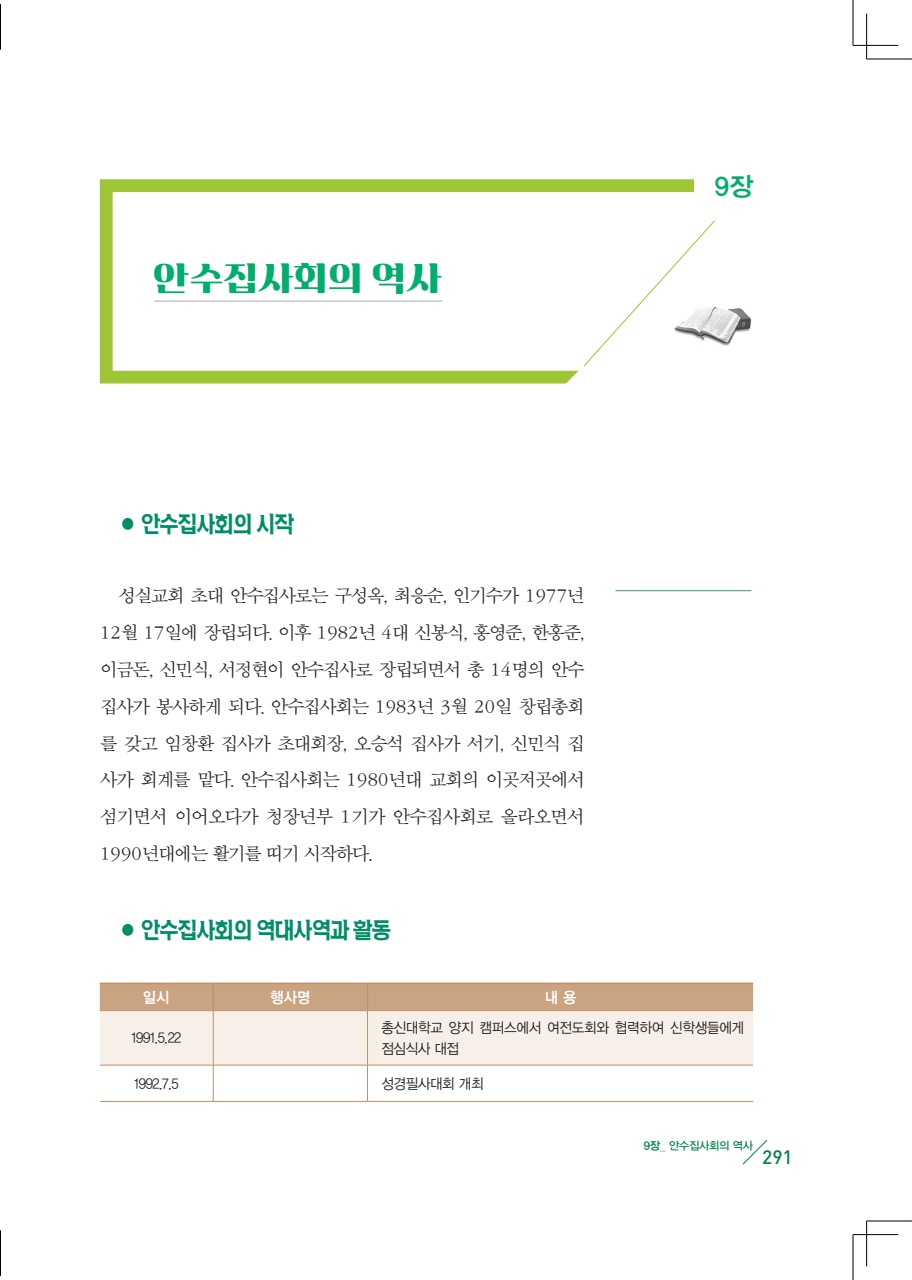 9장
안수집사회의 역사
● 안수집사회의 시작
성실교회 초대 안수집사로는 구성옥, 최응순, 인기수가 1977년
12월 17일에 장립되다. 이후 1982년 4대 신봉식, 홍영준, 한홍준,
이금돈, 신민식, 서정현이 안수집사로 장립되면서 총 14명의 안수
집사가 봉사하게 되다. 안수집사회는 1983년 3월 20일 창립총회
를 갖고 임창환 집사가 초대회장, 오승석 집사가 서기, 신민식 집
사가 회계를 맡다. 안수집사회는 1980년대 교회의 이곳저곳에서
섬기면서 이어오다가 청장년부 1기가 안수집사회로 올라오면서
1990년대에는 활기를 띠기 시작하다.
● 안수집사회의 역대사역과 활동
일시 행사명 내 용
1991.5.22 총신대학교 양지 캠퍼스에서 여전도회와 협력하여 신학생들에게
점심식사 대접
1992.7.5 성경필사대회 개최
9장_ 안수집사회의 역사 291